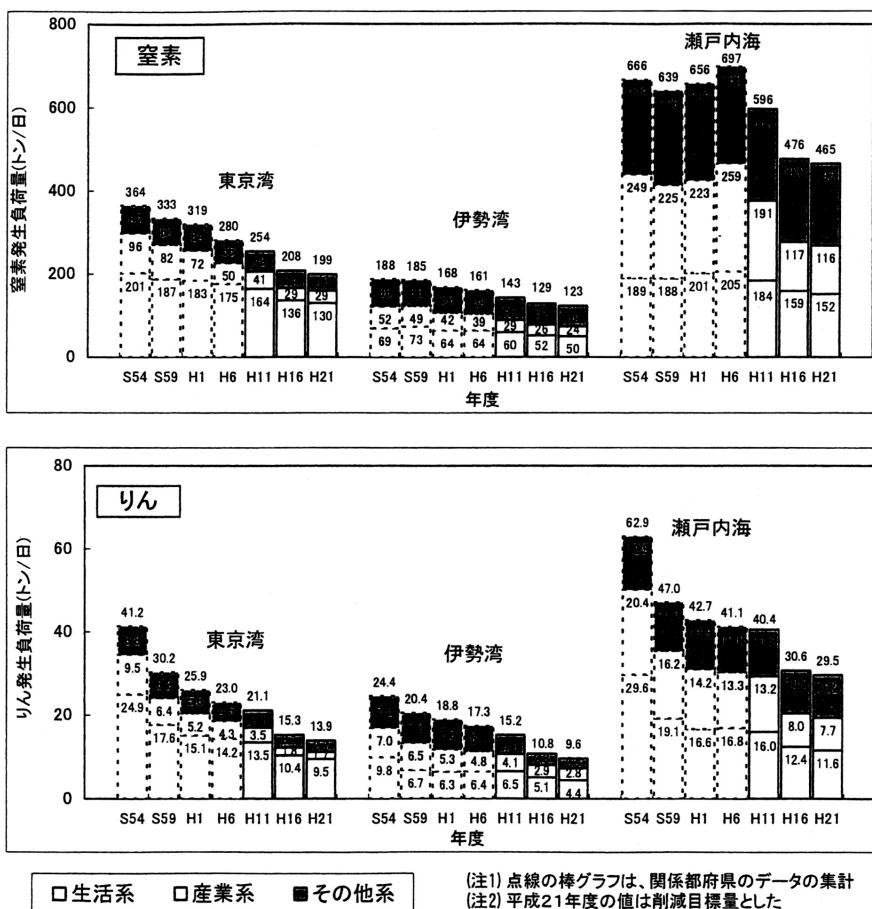 窒素
窒素発生負荷量(トン/日)
800
600
400
200
0
東京湾
364 333 319 280 254 208 199
96 82 72 50 41 29 29
201 187 183 175 164 136 130
伊勢湾
188 185 168 161 143 129 123
52 49 42 39 29 26 24
69 73 64 64 60 52 50
瀬戸内海
666 639 656 697 596 476 465
249 225 223 259 191 117 116
189 188 201 205 184 159 152
S54 S59 H1 H6 H11 H16 H21 S54 S59 H1 H6 H11 H16 H21 S54 S59 H1 H6 H11 H16 H21
年度
りん
りん発生負荷量(トン/日)
80
60
40
20
0
東京湾
41.2 30.2 25.9 23.0 21.1 15.3 13.9
9.5 6.4 5.2 4.3 3.5 1.8 1.7
24.9 17.6 15.1 14.2 13.5 10.4 9.5
伊勢湾
24.4 20.4 18.8 17.3 15.2 10.8 9.6
7.0 6.5 5.3 4.8 4.1 2.9 2.8
9.8 6.7 6.3 6.4 6.5 5.1 4.4
瀬戸内海
62.9 47.0 42.7 41.1 40.4 30.6 29.5
20.4 16.2 14.2 13.3 13.2 8.0 7.7
29.6 19.1 16.6 16.8 16.0 12.4 11.6
S54 S59 H1 H6 H11 H16 H21 S54 S59 H1 H6 H11 H16 H21 S54 S59 H1 H6 H11 H16 H21
年度
□生活系 □産業系 ■その他系
(注1) 点線の棒グラフは、関係都府県のデータの集計
(注2) 平成21年度の値は削減目標量とした